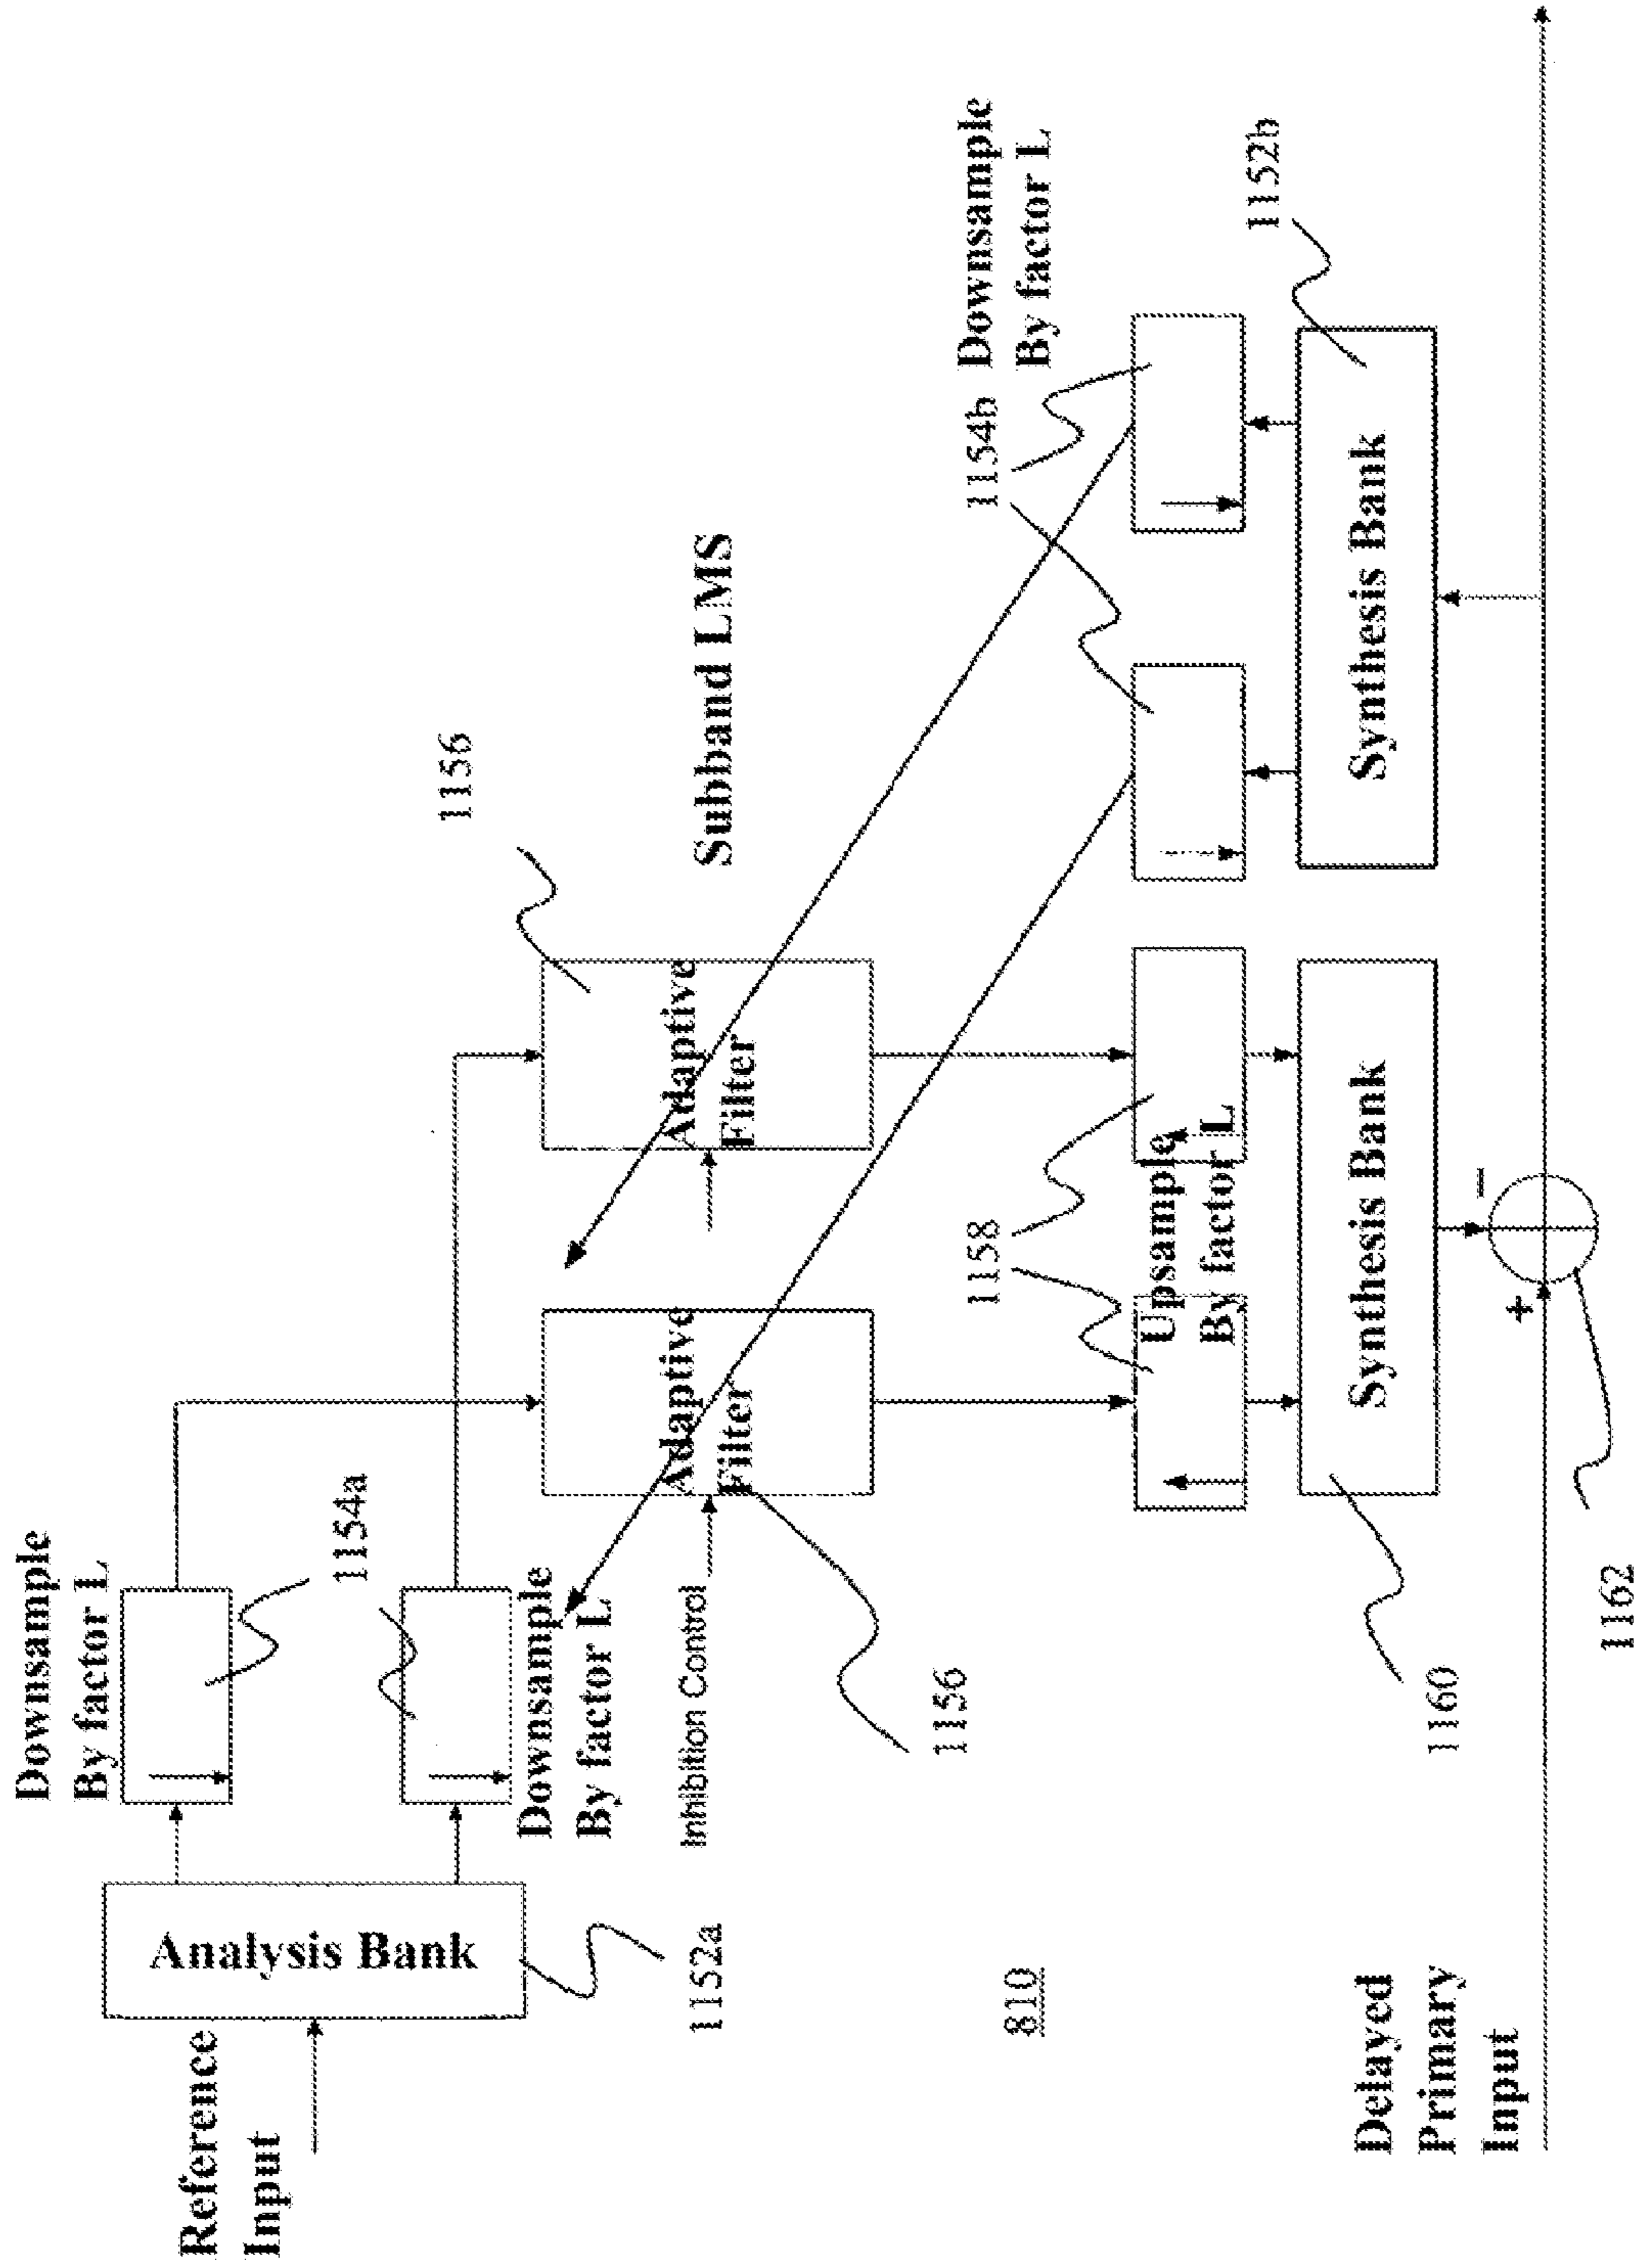 Downsample
By factor L
Reference
Input
Analysis Bank
1154a
Downsample
By factor L
1152a
Inhibition Control
Adaptive
Filter
Adaptive
Filter
1156
1156
Subband LMS
810
1158
Upsample
By factor L
1154b
Downsample
By factor L
Synthesis Bank
Synthesis Bank
1152b
1160
Delayed
Primary
Input
+
−
1162